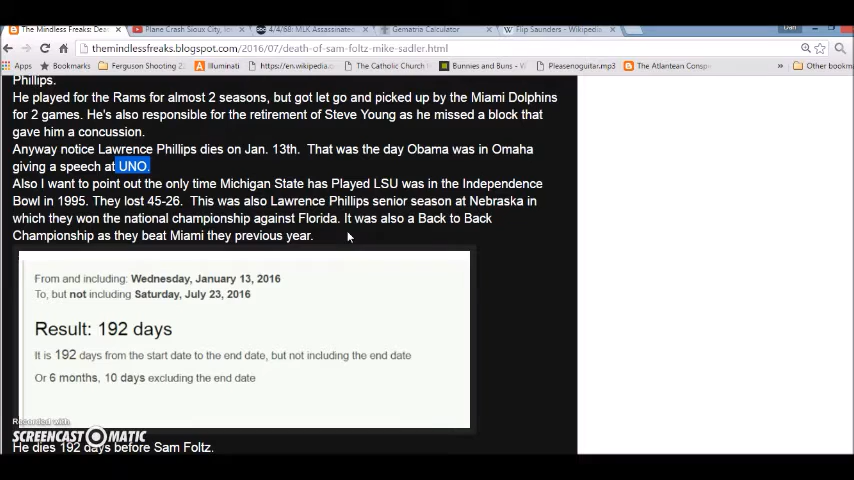 The Mindless Freaks: Dea
Plane Crash Sioux City, I
4/4/68: MLK Assassinated
Gematria Calculator
Flip Saunders - Wikipedia
Dan
themindlessfreaks.blogspot.com/2016/07/death-of-sam-foltz-mike-sadler.html
Apps
Bookmarks
Ferguson Shooting 22
Illuminati
https://en.wikipedia.
The Catholic Church
Bunnies and Buns - W
Pleasenoguitar.mp3
The Atlantean Consp
»
Other bookm
Phillips.
He played for the Rams for almost 2 seasons, but got let go and picked up by the Miami Dolphins
for 2 games. He's also responsible for the retirement of Steve Young as he missed a block that
gave him a concussion.
Anyway notice Lawrence Phillips dies on Jan. 13th. That was the day Obama was in Omaha
giving a speech at UNO.
Also I want to point out the only time Michigan State has Played LSU was in the Independence
Bowl in 1995. They lost 45-26. This was also Lawrence Phillips senior season at Nebraska in
which they won the national championship against Florida. It was also a Back to Back
Championship as they beat Miami they previous year.
From and including: Wednesday, January 13, 2016
To, but not including Saturday, July 23, 2016
Result: 192 days
It is 192 days from the start date to the end date, but not including the end date
Or 6 months, 10 days excluding the end date
Recorded with
SCREENCAST MATIC
He dies 192 days before Sam Foltz.